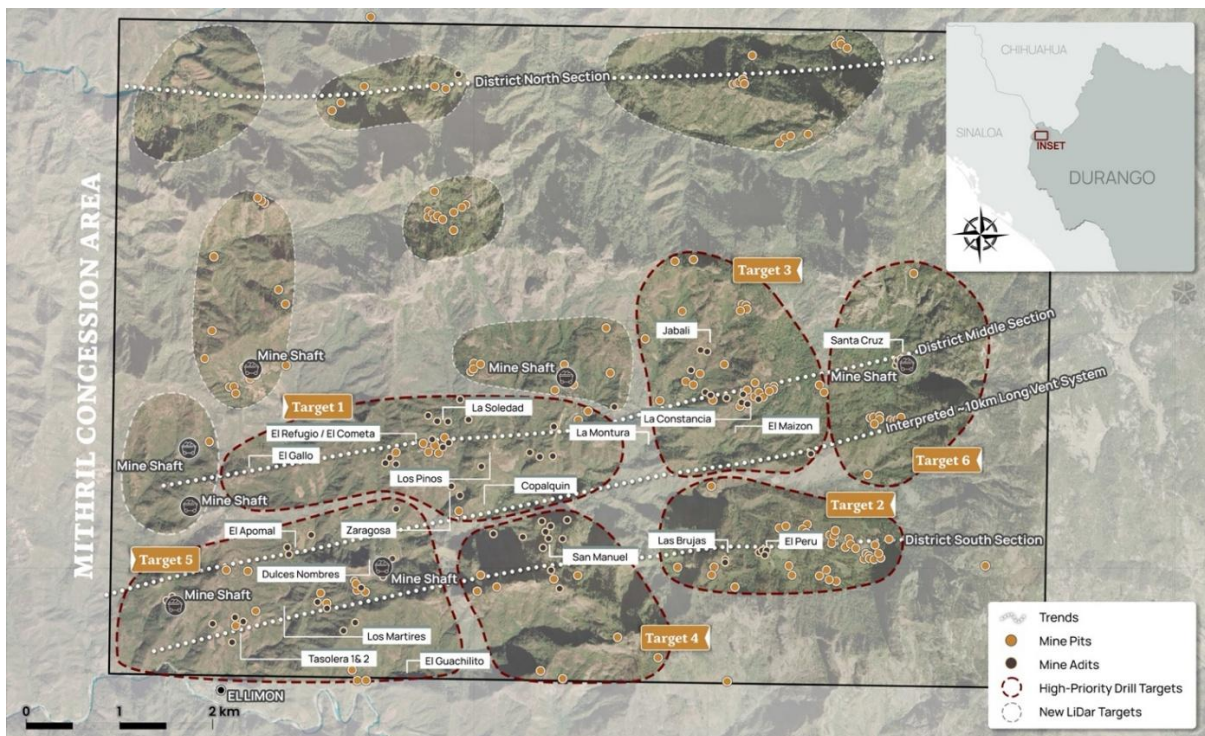 MITHRIL CONCESSION AREA
District North Section
CHIHUAHUA
SINALOA
INSET
DURANGO
Target 3
Jabali
Santa Cruz
District Middle Section
Mine Shaft
Mine Shaft
Mine Shaft
Interpreted ~10km Long Vent System
Target 1
La Soledad
La Constancia
El Refugio / El Cometa
La Montura
El Maizon
El Gallo
Mine Shaft
Target 6
Los Pinos
Copalquin
Mine Shaft
Target 2
El Apomal
Zaragosa
Las Brujas
El Peru
District South Section
Target 5
San Manuel
Dulces Nombres
Mine Shaft
Mine Shaft
Los Martires
Target 4
Tasolera 1& 2
El Guachilito
EL LIMON
0 1 2 km
Trends
Mine Pits
Mine Adits
High-Priority Drill Targets
New LiDar Targets